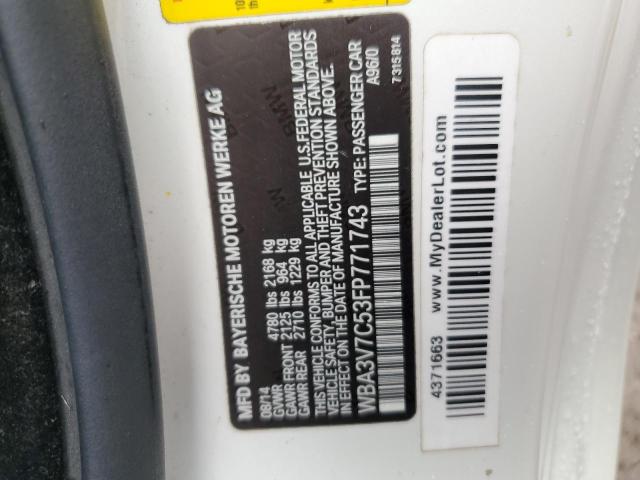 MFD BY BAYERISCHE MOTOREN WERKE AG
08/14
GVWR 4780 lbs 2168 kg
GAWR FRONT 2125 lbs 964 kg
GAWR REAR 2710 lbs 1229 kg
VEHICLE CONFORMS TO ALL APPLICABLE U.S. FEDERAL MOTOR
VEHICLE SAFETY, BUMPER AND THEFT PREVENTION STANDARDS
IN EFFECT ON THE DATE OF MANUFACTURE SHOWN ABOVE.
WBA3V7C53FP771743 TYPE: PASSENGER CAR
A96/0
7315814
4371663 www.MyDealerLot.com